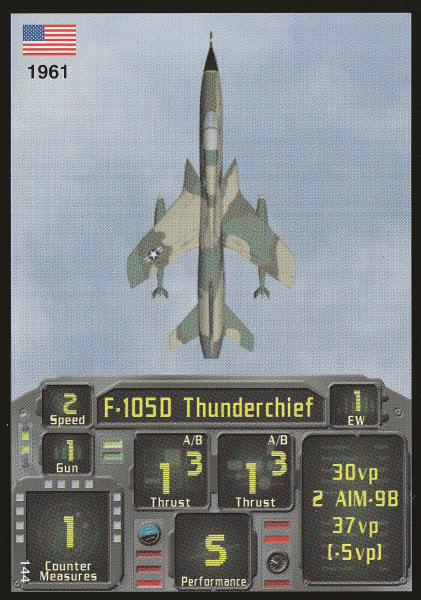 1961
F-105D Thunderchief
2
Speed
1
EW
1
Gun
A/B
1 3
Thrust
A/B
1 3
Thrust
30vp
2 AIM-9B
37vp
(-5vp)
1
Counter
Measures
5
Performance
144